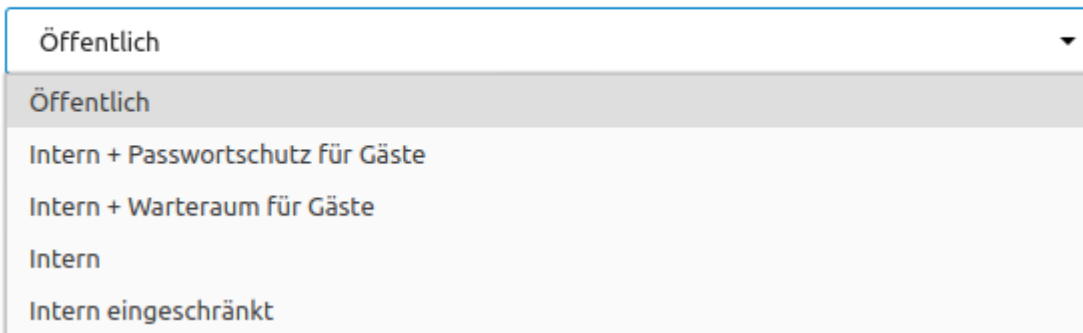 Öffentlich
Öffentlich
Intern + Passwortschutz für Gäste
Intern + Warteraum für Gäste
Intern
Intern eingeschränkt